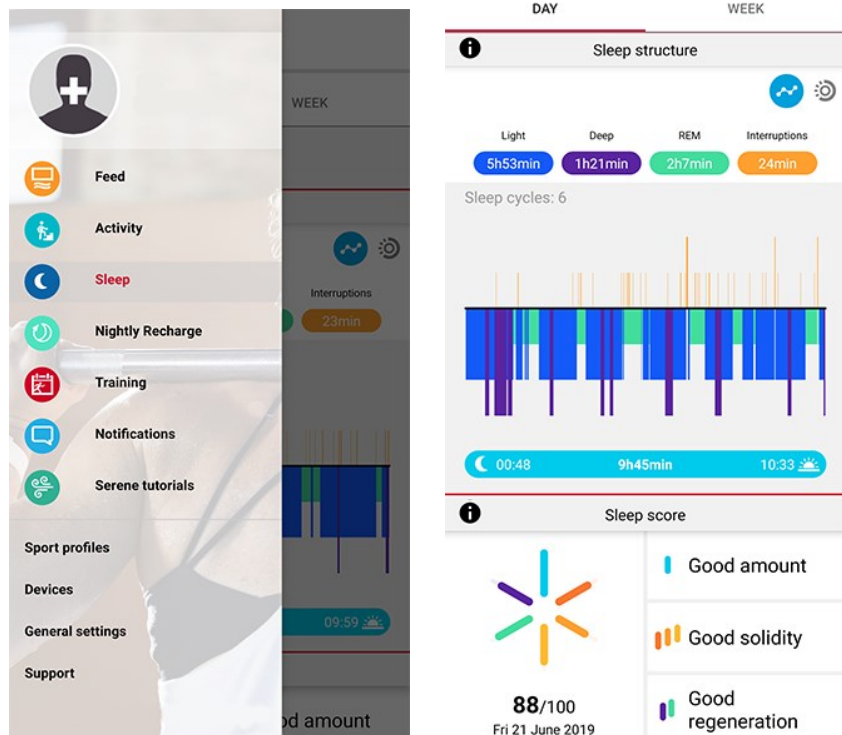 WEEK
Feed
Activity
Sleep
Interruptions
Nightly Recharge
23min
Training
Notifications
Serene tutorials
Sport profiles
Devices
General settings
09:59
Support
od amount
DAY WEEK
Sleep structure
Light Deep REM Interruptions
5h53min 1h21min 2h7min 24min
Sleep cycles: 6
00:48 9h45min 10:33
Sleep score
Good amount
Good solidity
88/100
Fri 21 June 2019
Good
regeneration